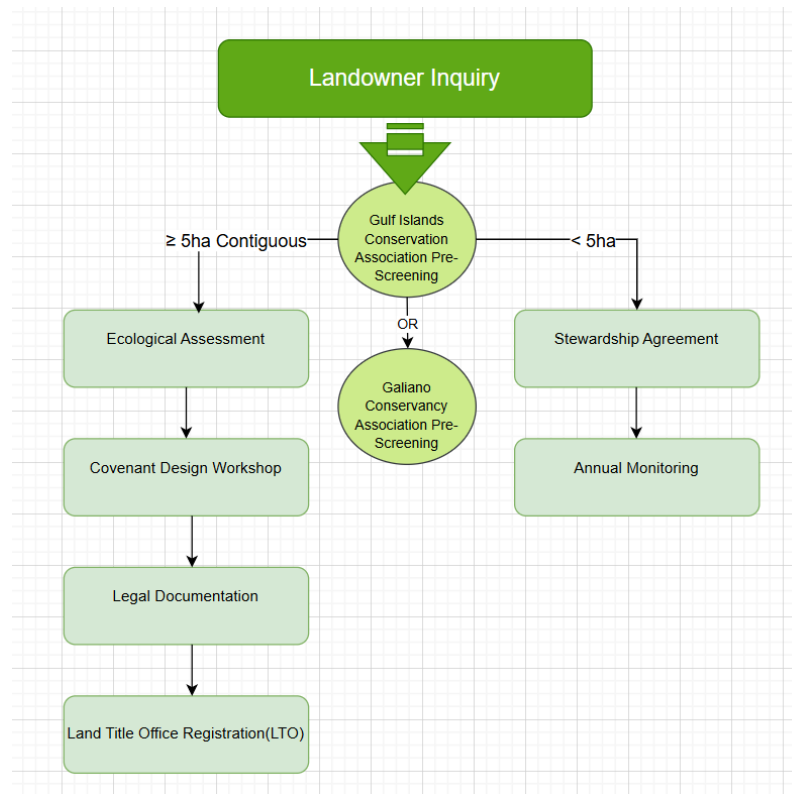 Landowner Inquiry
Gulf Islands
Conservation
Association Pre-
Screening
≥ 5ha Contiguous
< 5ha
OR
Ecological Assessment
Stewardship Agreement
Galiano
Conservancy
Association Pre-
Screening
Covenant Design Workshop
Annual Monitoring
Legal Documentation
Land Title Office Registration(LTO)